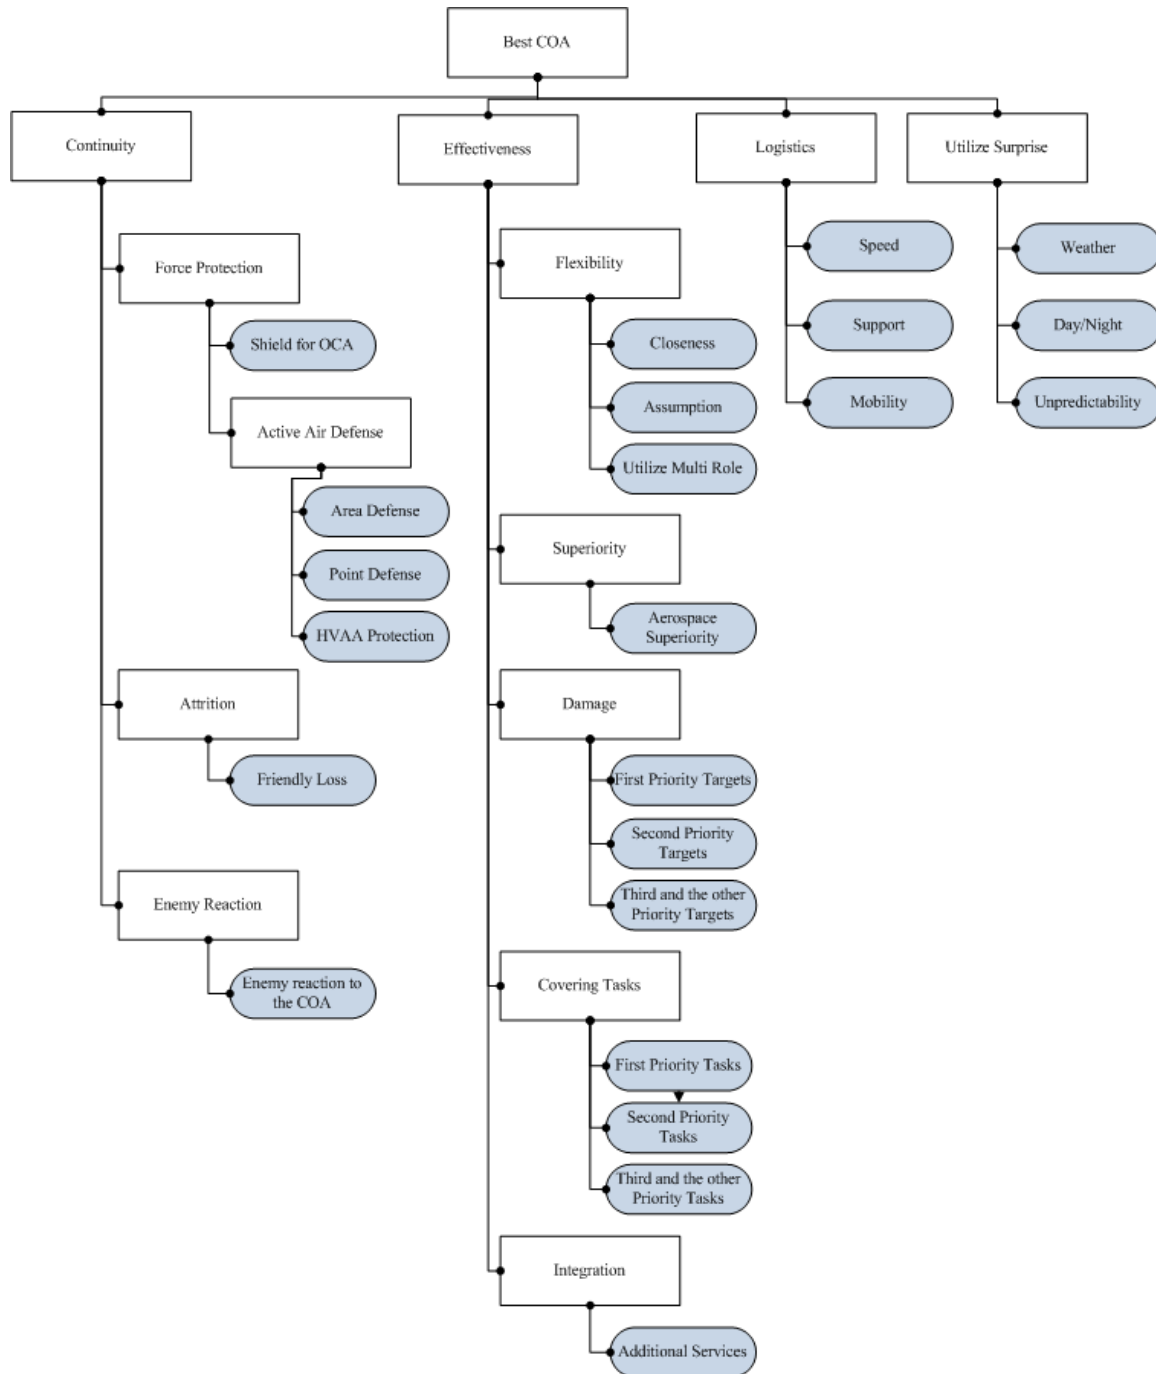 Best COA
Continuity
Effectiveness
Logistics
Utilize Surprise
Force Protection
Shield for OCA
Active Air Defense
Area Defense
Point Defense
HVAA Protection
Attrition
Friendly Loss
Enemy Reaction
Enemy reaction to
the COA
Flexibility
Closeness
Assumption
Utilize Multi Role
Superiority
Aerospace
Superiority
Damage
First Priority Targets
Second Priority
Targets
Third and the other
Priority Targets
Covering Tasks
First Priority Tasks
Second Priority
Tasks
Third and the other
Priority Tasks
Integration
Additional Services
Speed
Support
Mobility
Weather
Day/Night
Unpredictability